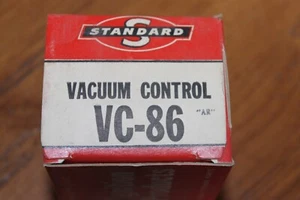 STANDARD
S
VACUUM CONTROL
VC-86 "AR"